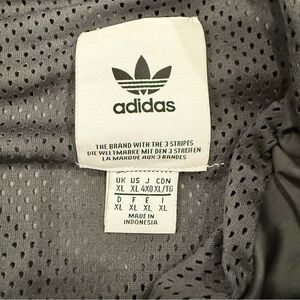 adidas
THE BRAND WITH THE 3 STRIPES
DIE WELTMARKE MIT DEN 3 STREIFEN
LA MARQUE AUX 3 BANDES
UK US J CDN
XL XL 4XO XL/TG
D F E I
XL XL XL XL
MADE IN
INDONESIA